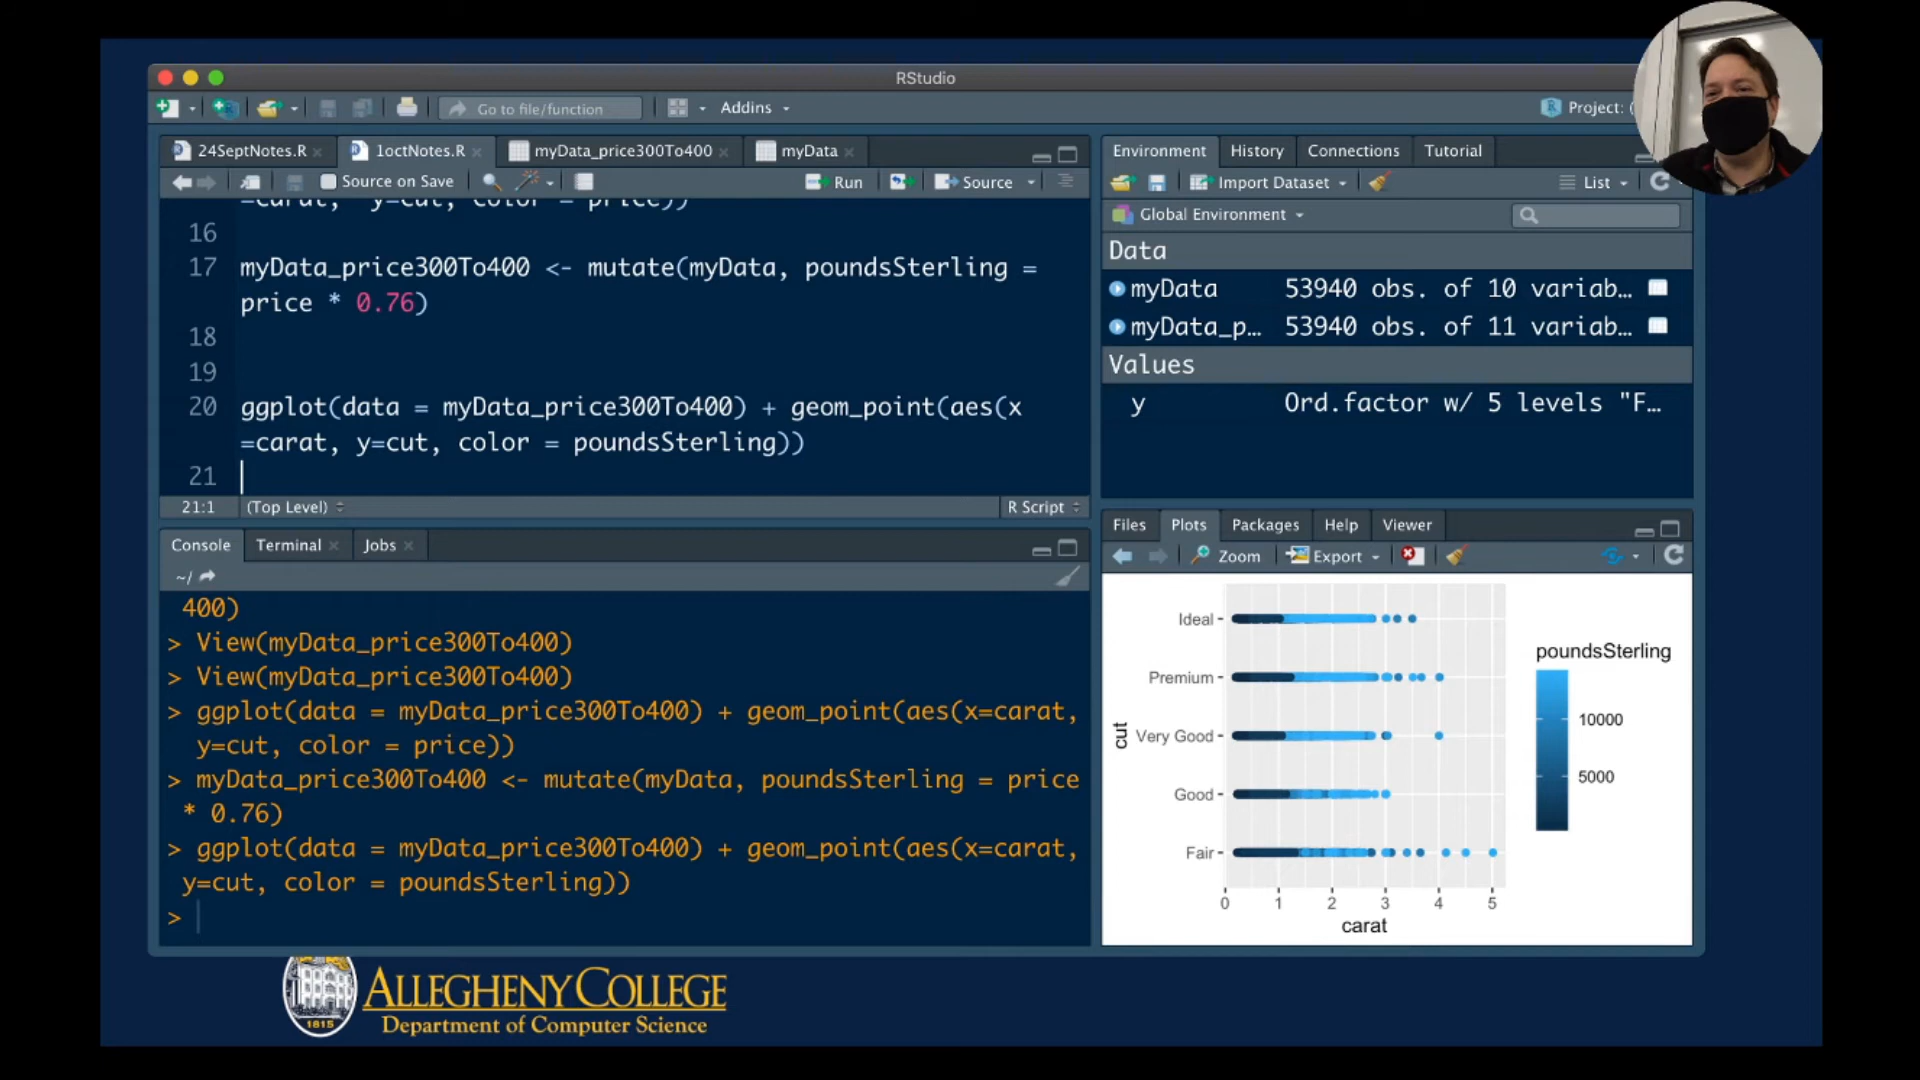 RStudio
Go to file/function
Addins
Project: (
24SeptNotes.R
1octNotes.R
myData_price300To400
myData
Source on Save
Run
Source
=carat, y=cut, color = price))
16
17 myData_price300To400 <- mutate(myData, poundsSterling =
price * 0.76)
18
19
20 ggplot(data = myData_price300To400) + geom_point(aes(x
=carat, y=cut, color = poundsSterling))
21
21:1 (Top Level) R Script
Console Terminal Jobs
~/
400)
> View(myData_price300To400)
> View(myData_price300To400)
> ggplot(data = myData_price300To400) + geom_point(aes(x=carat,
y=cut, color = price))
> myData_price300To400 <- mutate(myData, poundsSterling = price
* 0.76)
> ggplot(data = myData_price300To400) + geom_point(aes(x=carat,
y=cut, color = poundsSterling))
>
Environment History Connections Tutorial
Import Dataset
List
Global Environment
Data
myData 53940 obs. of 10 variab…
myData_p… 53940 obs. of 11 variab…
Values
y Ord.factor w/ 5 levels "F…
Files Plots Packages Help Viewer
Zoom Export
Ideal
Premium
Very Good
Good
Fair
cut
0 1 2 3 4 5
carat
poundsSterling
10000
5000
1815
ALLEGHENY COLLEGE
Department of Computer Science